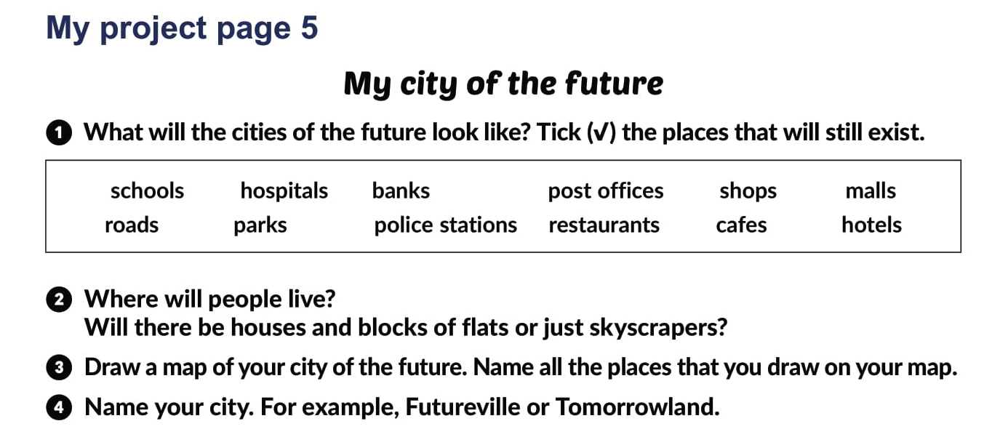 My project page 5
My city of the future
1 What will the cities of the future look like? Tick (√) the places that will still exist.
schools hospitals banks post offices shops malls
roads parks police stations restaurants cafes hotels
2 Where will people live?
Will there be houses and blocks of flats or just skyscrapers?
3 Draw a map of your city of the future. Name all the places that you draw on your map.
4 Name your city. For example, Futureville or Tomorrowland.